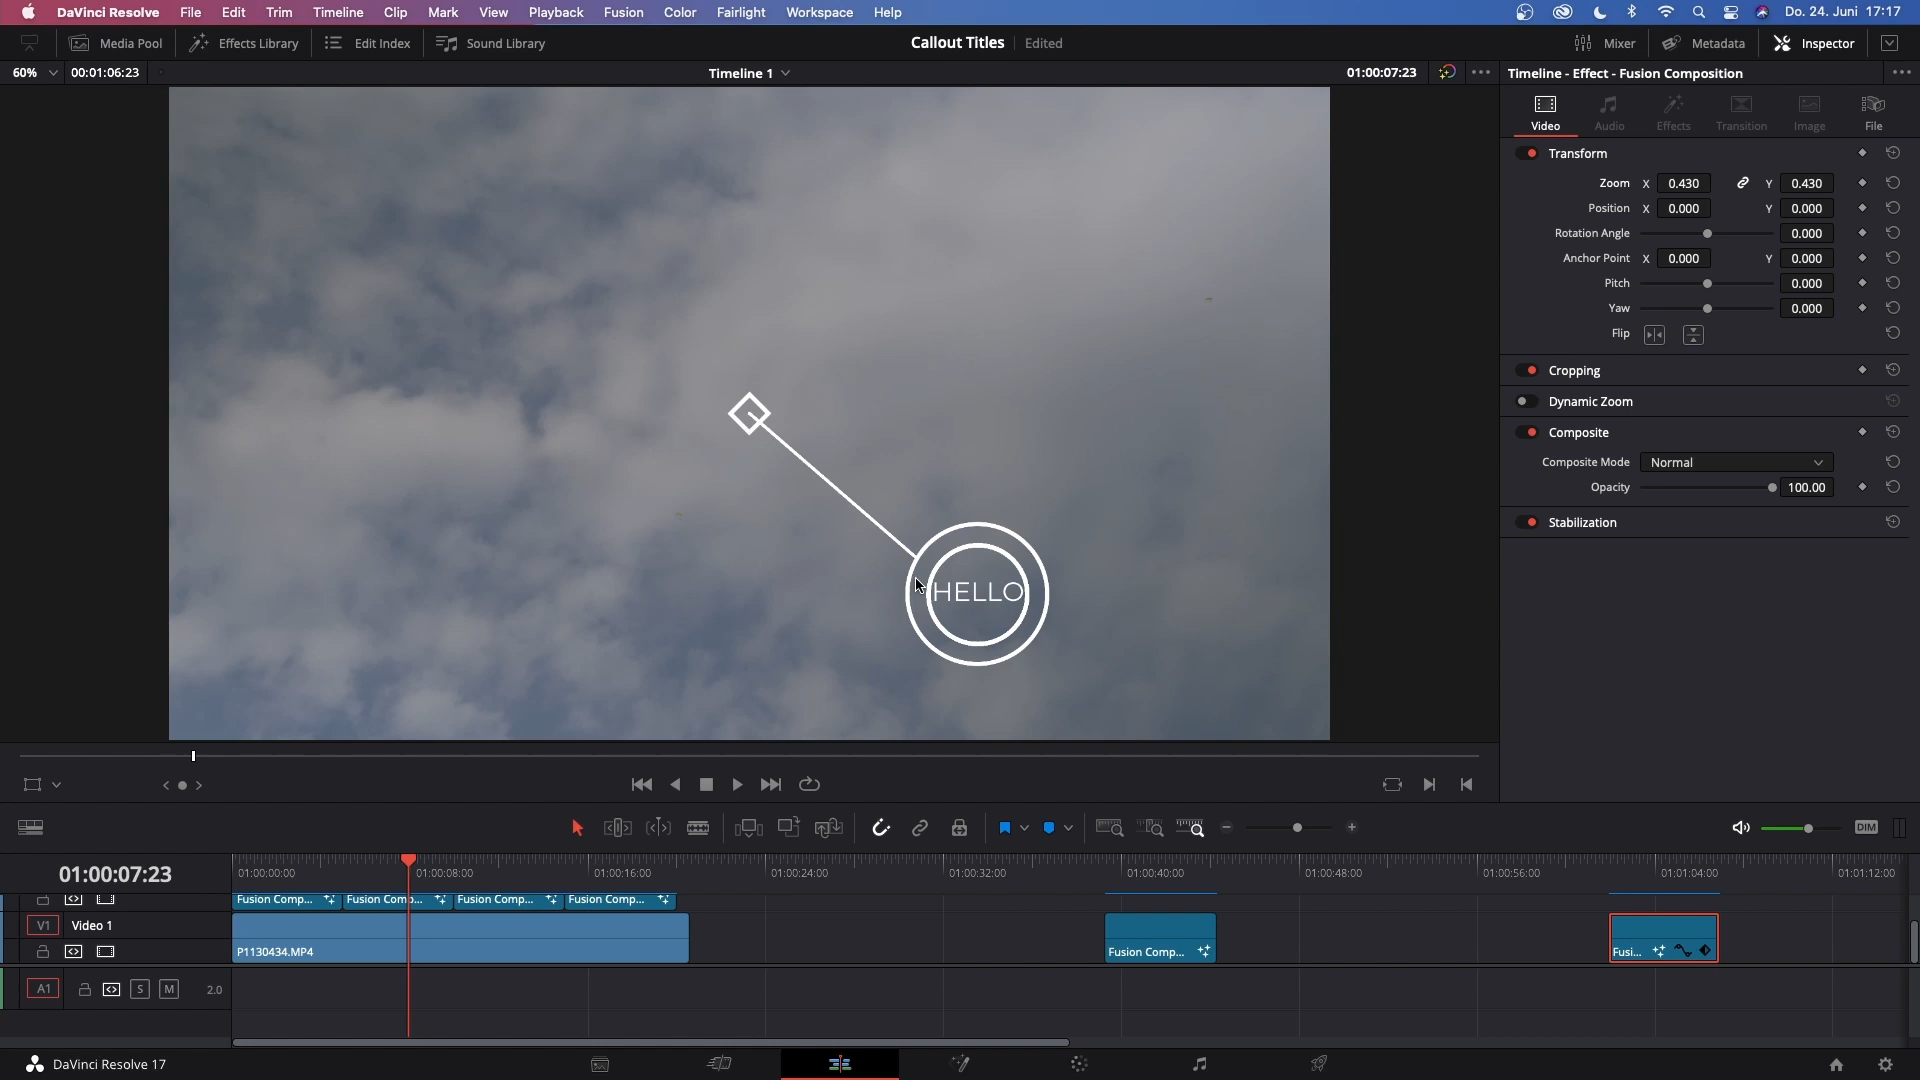 DaVinci Resolve File Edit Trim Timeline Clip Mark View Playback Fusion Color Fairlight Workspace Help Do. 24. Juni 17:17
Media Pool Effects Library Edit Index Sound Library Callout Titles Edited Mixer Metadata Inspector
60% 00:01:06:23 Timeline 1 01:00:07:23 Timeline - Effect - Fusion Composition
Video Audio Effects Transition Image File
Transform
Zoom X 0.430 Y 0.430
Position X 0.000 Y 0.000
Rotation Angle 0.000
Anchor Point X 0.000 Y 0.000
Pitch 0.000
Yaw 0.000
Flip
Cropping
Dynamic Zoom
Composite
Composite Mode Normal
Opacity 100.00
Stabilization
HELLO
DIM
01:00:07:23 01:00:00:00 01:00:08:00 01:00:16:00 01:00:24:00 01:00:32:00 01:00:40:00 01:00:48:00 01:00:56:00 01:01:04:00 01:01:12:00
Fusion Comp... Fusion Comp... Fusion Comp... Fusion Comp...
V1 Video 1
P1130434.MP4 Fusion Comp... Fusi...
A1 S M 2.0
DaVinci Resolve 17